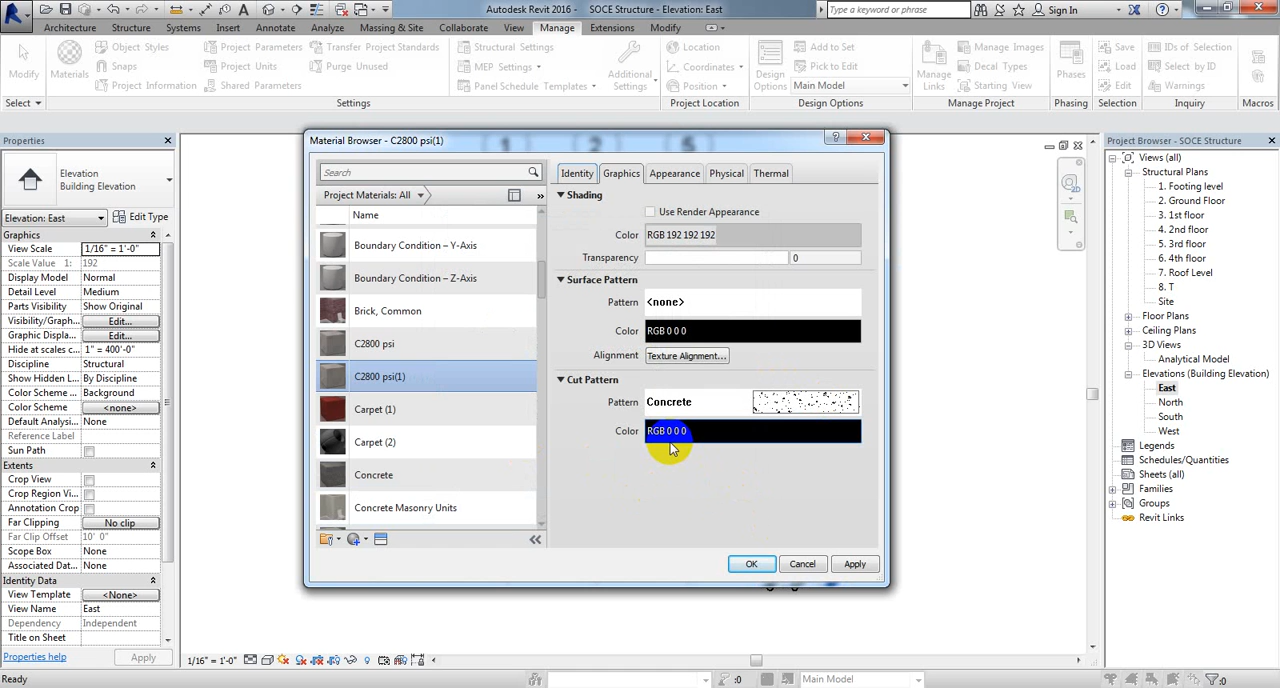 Autodesk Revit 2016 - SOCE Structure - Elevation: East
Type a keyword or phrase
Sign In
Architecture Structure Systems Insert Annotate Analyze Massing & Site Collaborate View Manage Extensions Modify
Modify
Materials
Object Styles
Snaps
Project Information
Project Parameters
Project Units
Shared Parameters
Transfer Project Standards
Purge Unused
Structural Settings
MEP Settings
Panel Schedule Templates
Additional
Settings
Location
Coordinates
Position
Design
Options
Add to Set
Pick to Edit
Main Model
Manage
Links
Manage Images
Decal Types
Starting View
Phases
Save
Load
Edit
IDs of Selection
Select by ID
Warnings
Select
Settings
Project Location
Design Options
Manage Project
Phasing
Selection
Inquiry
Macros
Properties
Elevation
Building Elevation
Elevation: East
Edit Type
Graphics
View Scale 1/16" = 1'-0"
Scale Value 1: 192
Display Model Normal
Detail Level Medium
Parts Visibility Show Original
Visibility/Graph... Edit...
Graphic Displa... Edit...
Hide at scales c... 1" = 400'-0"
Discipline Structural
Show Hidden L... By Discipline
Color Scheme ... Background
Color Scheme <none>
Default Analysi... None
Reference Label
Sun Path
Extents
Crop View
Crop Region Vi...
Annotation Crop
Far Clipping No clip
Far Clip Offset 10' 0"
Scope Box None
Associated Dat... None
Identity Data
View Template <None>
View Name East
Dependency Independent
Title on Sheet
Properties help
Apply
1 2 5
Material Browser - C2800 psi(1)
Search
Project Materials: All
Name
Boundary Condition – Y-Axis
Boundary Condition – Z-Axis
Brick, Common
C2800 psi
C2800 psi(1)
Carpet (1)
Carpet (2)
Concrete
Concrete Masonry Units
Identity Graphics Appearance Physical Thermal
Shading
Use Render Appearance
Color RGB 192 192 192
Transparency 0
Surface Pattern
Pattern <none>
Color RGB 0 0 0
Alignment Texture Alignment...
Cut Pattern
Pattern Concrete
Color RGB 0 0 0
OK Cancel Apply
2D
Project Browser - SOCE Structure
Views (all)
Structural Plans
1. Footing level
2. Ground Floor
3. 1st floor
4. 2nd floor
5. 3rd floor
6. 4th floor
7. Roof Level
8. T
Site
Floor Plans
Ceiling Plans
3D Views
Analytical Model
Elevations (Building Elevation)
East
North
South
West
Legends
Schedules/Quantities
Sheets (all)
Families
Groups
Revit Links
1/16" = 1'-0"
Ready
:0
Main Model
:0